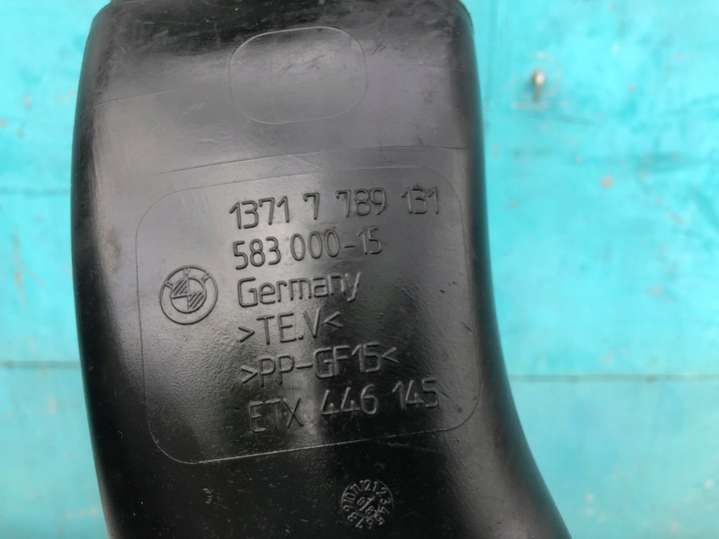 1371 7 789 131
583 000-15
Germany
>TE.V<
>PP-GF15<
ETX 446 145